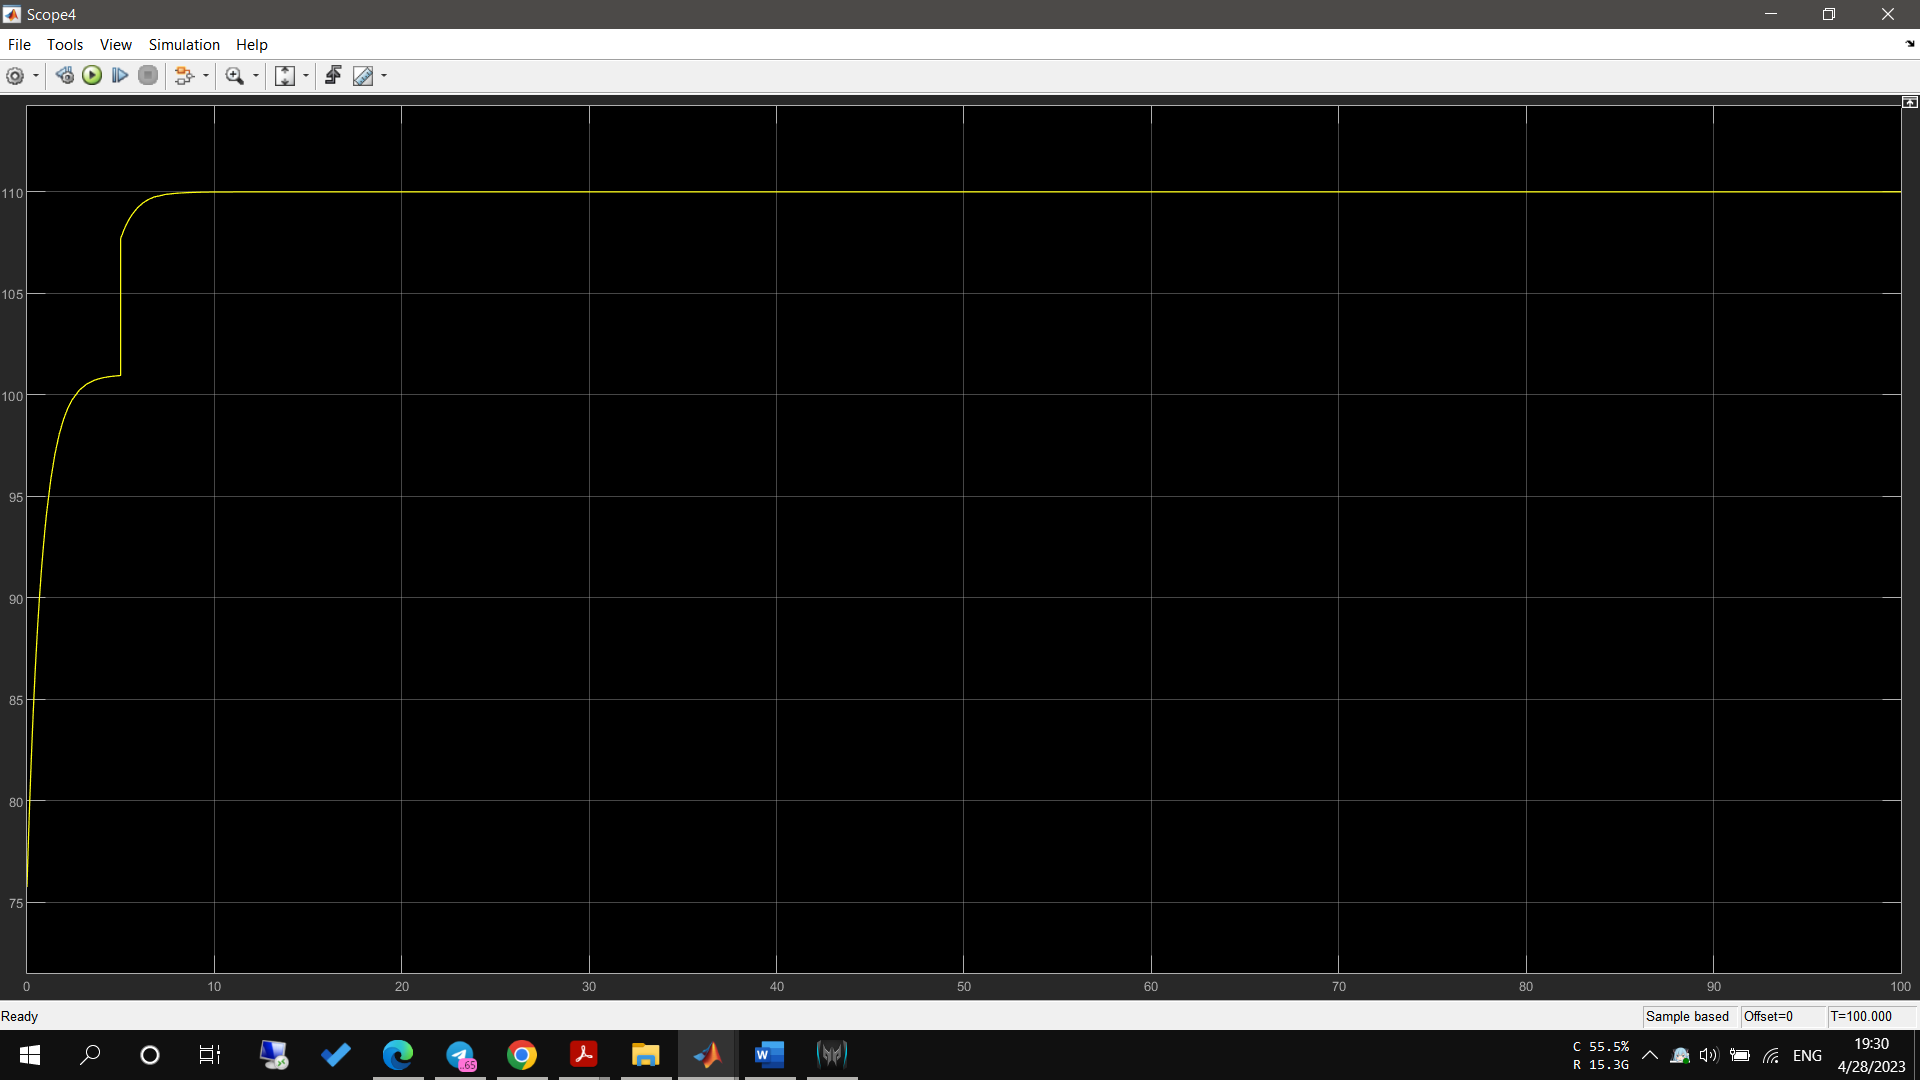 Scope4
File Tools View Simulation Help
110
105
100
95
90
85
80
75
0 10 20 30 40 50 60 70 80 90 100
Ready Sample based Offset=0 T=100.000
.65
W
C 55.5%
R 15.3G
ENG
19:30
4/28/2023